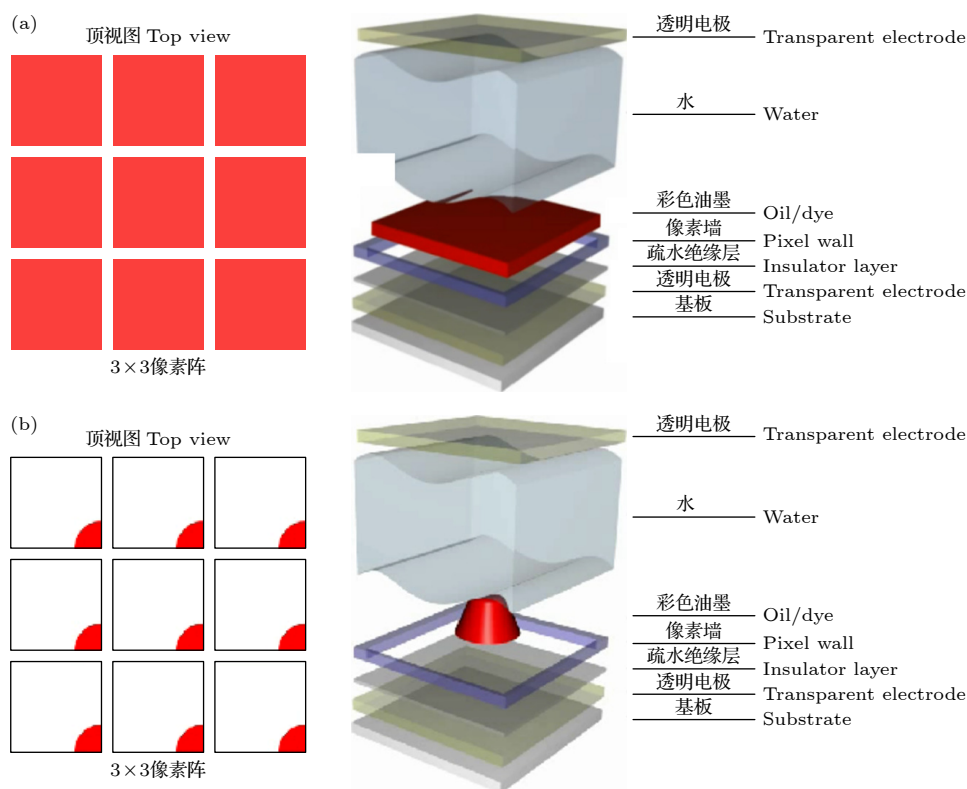 (a)
顶视图 Top view
3×3像素阵
透明电极
Transparent electrode
水
Water
彩色油墨
Oil/dye
像素墙
Pixel wall
疏水绝缘层
Insulator layer
透明电极
Transparent electrode
基板
Substrate
(b)
顶视图 Top view
3×3像素阵
透明电极
Transparent electrode
水
Water
彩色油墨
Oil/dye
像素墙
Pixel wall
疏水绝缘层
Insulator layer
透明电极
Transparent electrode
基板
Substrate